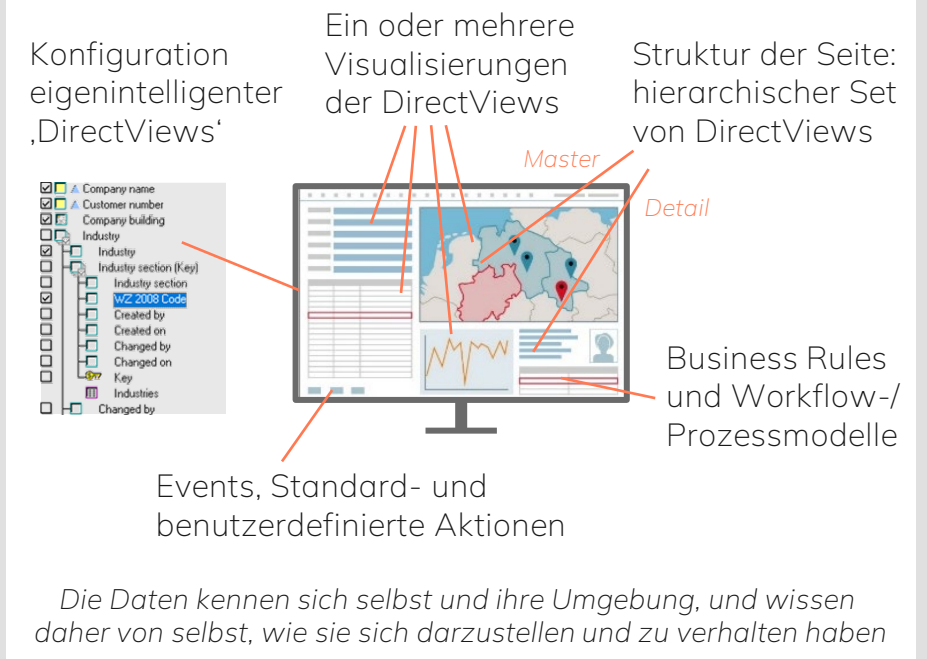 Konfiguration
eigenintelligenter
‚DirectViews‘
Ein oder mehrere
Visualisierungen
der DirectViews
Struktur der Seite:
hierarchischer Set
von DirectViews
Master
Detail
Company name
Customer number
Company building
Industry
Industry
Industry section (Key)
Industry section
WZ 2008 Code
Created by
Created on
Changed by
Changed on
Key
Industries
Changed by
Business Rules
und Workflow-/
Prozessmodelle
Events, Standard- und
benutzerdefinierte Aktionen
Die Daten kennen sich selbst und ihre Umgebung, und wissen
daher von selbst, wie sie sich darzustellen und zu verhalten haben